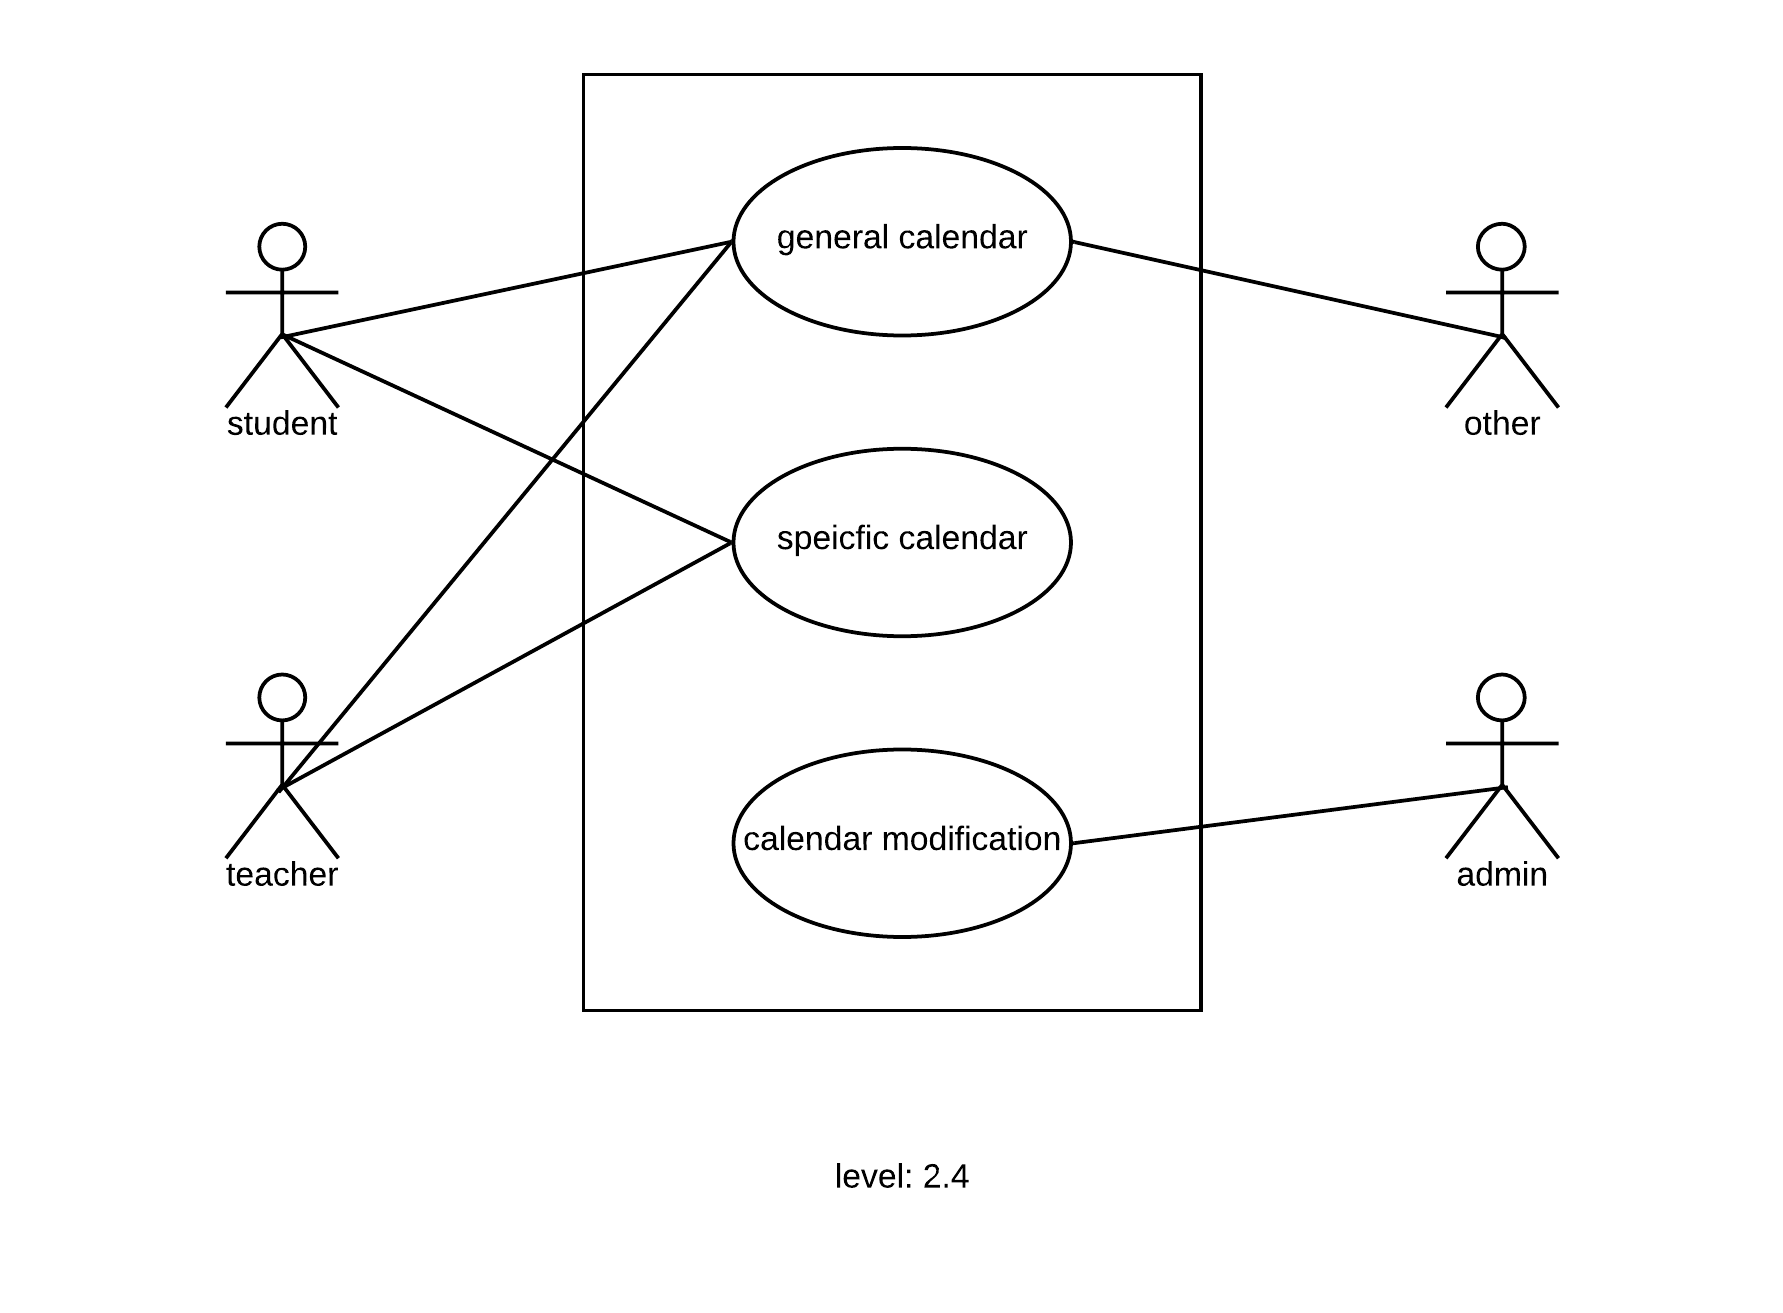 general calendar
student
other
speicfic calendar
calendar modification
teacher
admin
level: 2.4